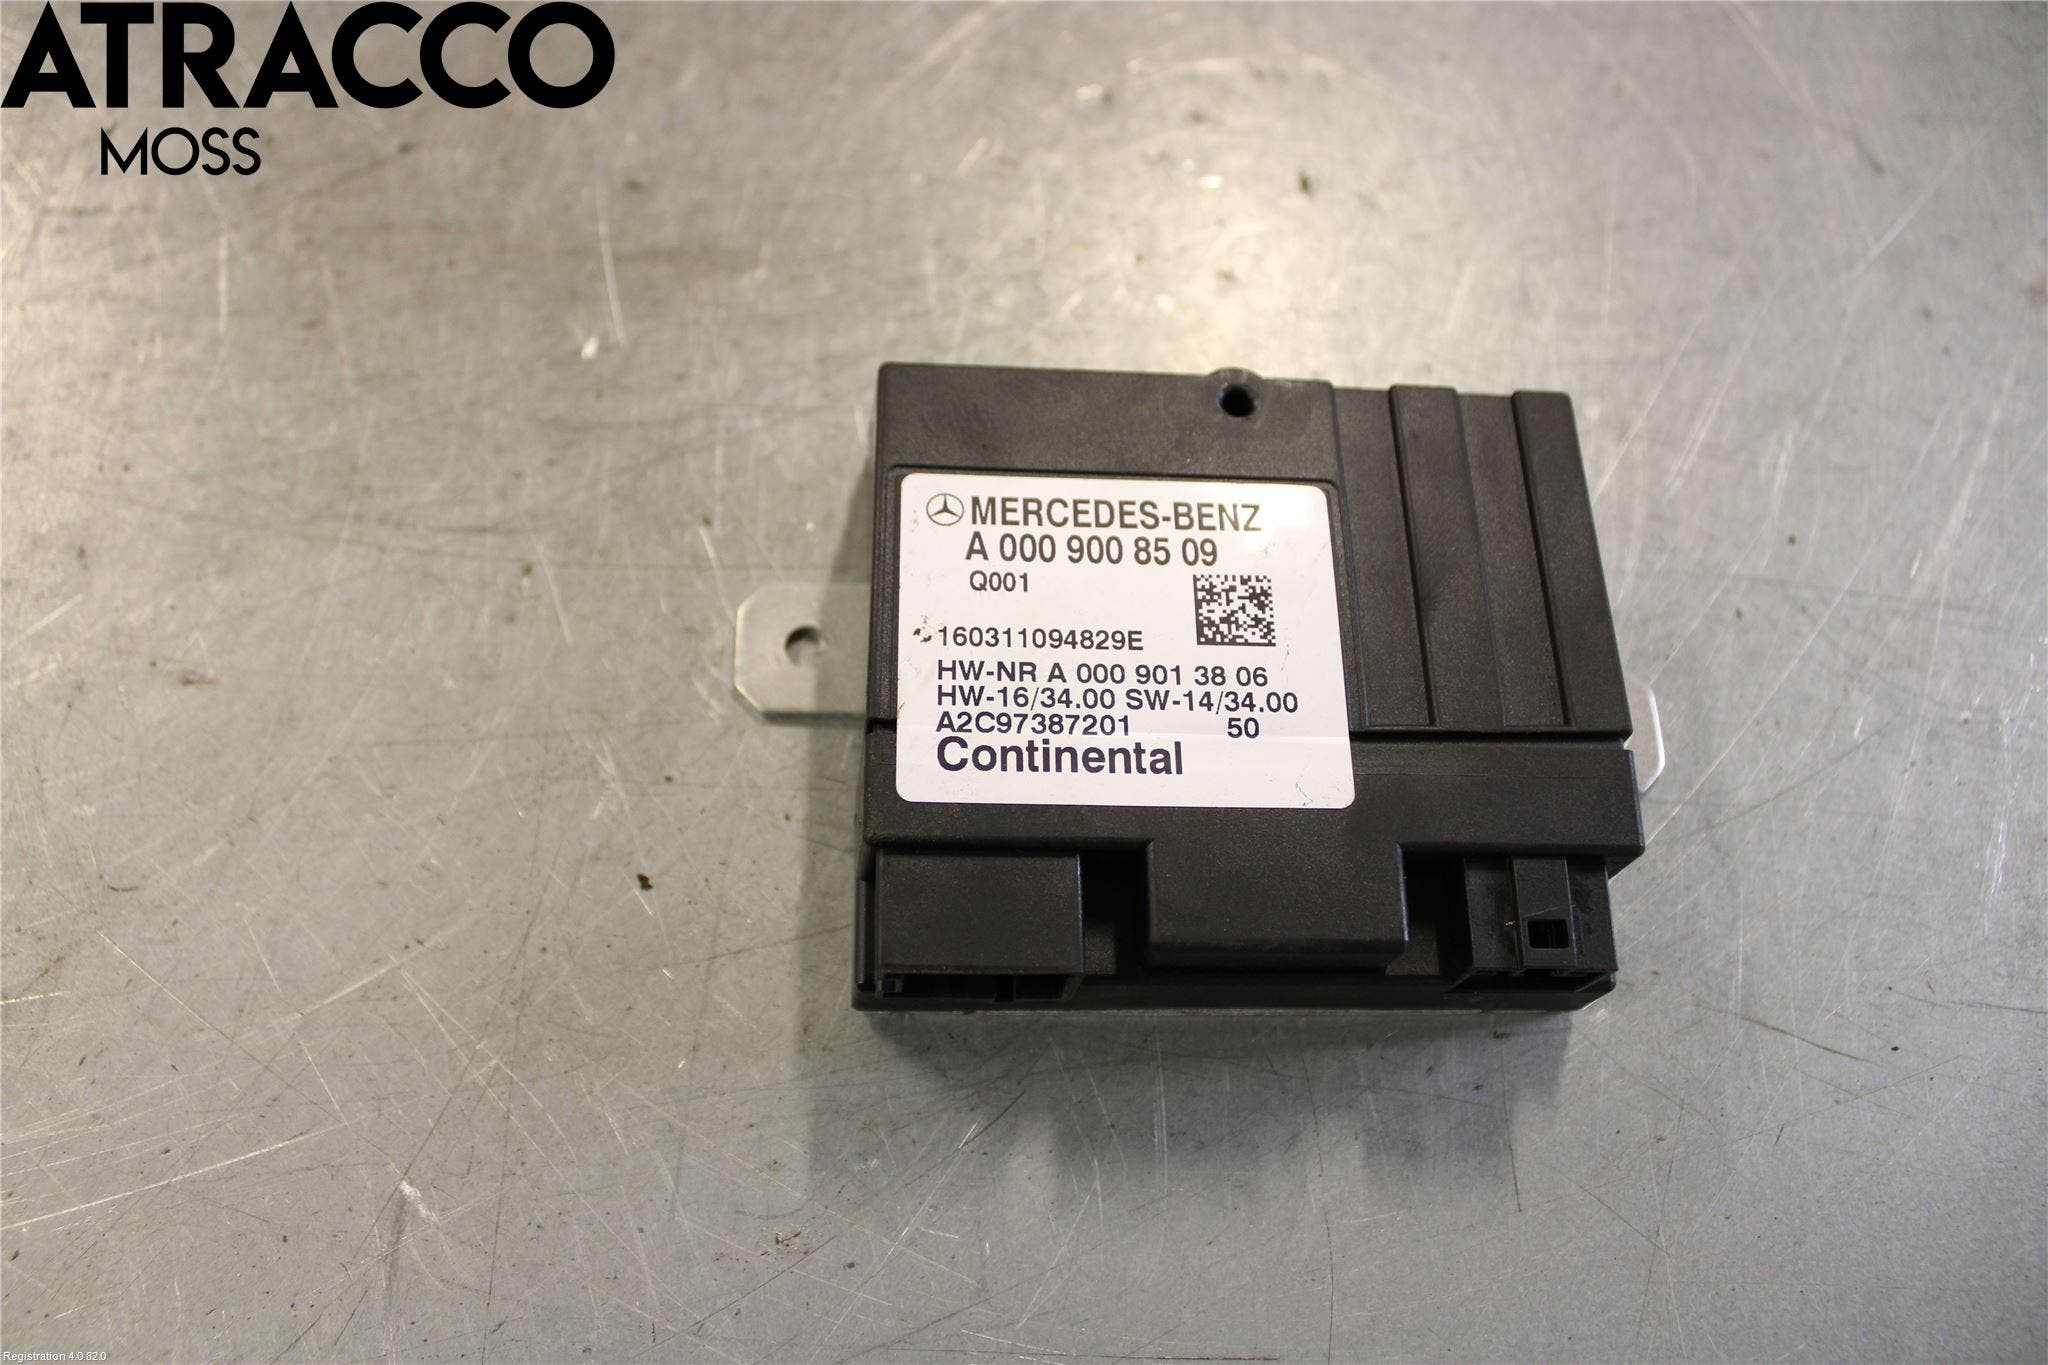 ATRACCO
MOSS
MERCEDES-BENZ
A 000 900 85 09
Q001
160311094829E
HW-NR A 000 901 38 06
HW-16/34.00 SW-14/34.00
A2C97387201 50
Continental
Registration 4.0.82.0